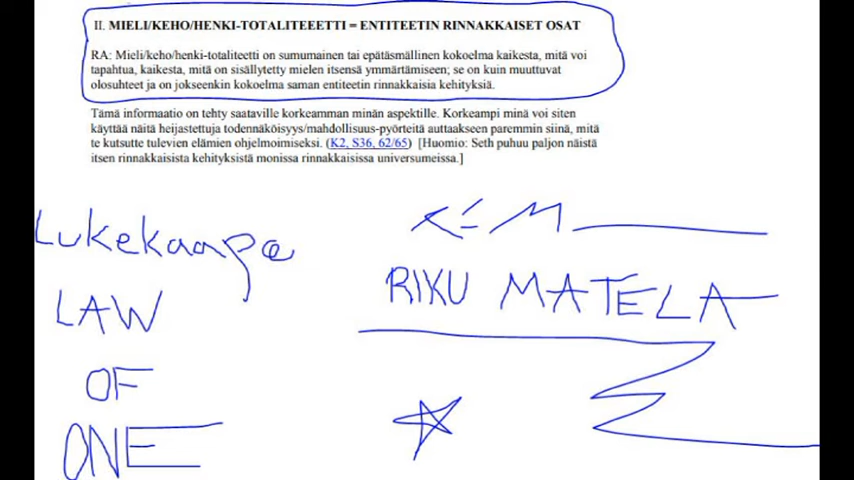 II. MIELI/KEHO/HENKI-TOTALITEEETTI = ENTITEETIN RINNAKKAISET OSAT
RA: Mieli/keho/henki-totaliteetti on sumumainen tai epätäsmällinen kokoelma kaikesta, mitä voi
tapahtua, kaikesta, mitä on sisällytetty mielen itsensä ymmärtämiseen; se on kuin muuttuvat
olosuhteet ja on jokseenkin kokoelma saman entiteetin rinnakkaisia kehityksiä.
Tämä informaatio on tehty saataville korkeamman minän aspektille. Korkeampi minä voi siten
käyttää näitä heijastettuja todennäköisyys/mahdollisuus-pyörteitä auttaakseen paremmin siinä, mitä
te kutsutte tulevien elämien ohjelmoimiseksi. (K2, S36, 62/65) [Huomio: Seth puhuu paljon näistä
itsen rinnakkaisista kehityksistä monissa rinnakkaisissa universumeissa.]
Lukekaapa
LAW
OF
ONE
RIKU MATELA